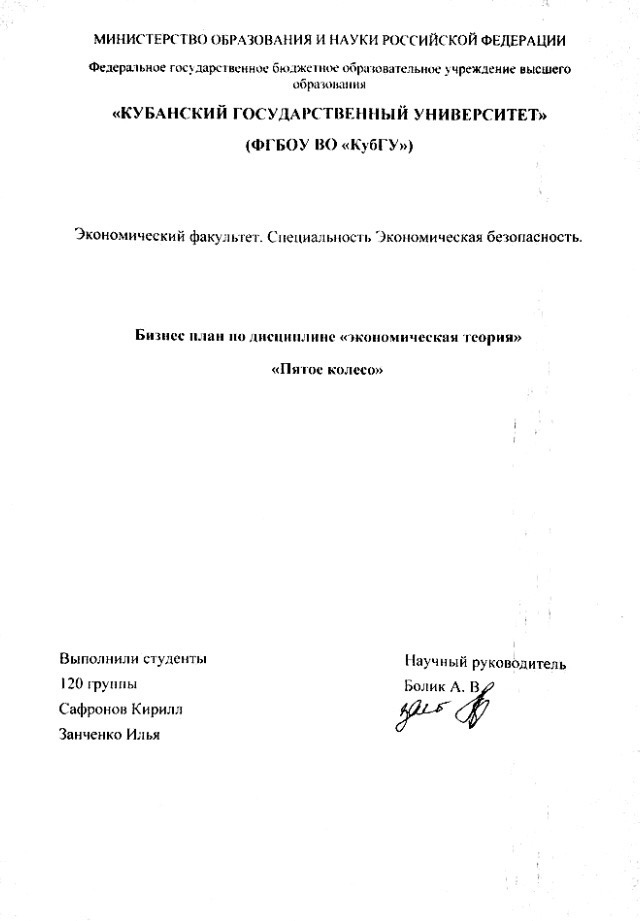 МИНИСТЕРСТВО ОБРАЗОВАНИЯ И НАУКИ РОССИЙСКОЙ ФЕДЕРАЦИИ
Федеральное государственное бюджетное образовательное учреждение высшего
образования
«КУБАНСКИЙ ГОСУДАРСТВЕННЫЙ УНИВЕРСИТЕТ»
(ФГБОУ ВО «КубГУ»)
Экономический факультет. Специальность Экономическая безопасность.
Бизнес план по дисциплине «экономическая теория»
«Пятое колесо»
Выполнили студенты
120 группы
Сафронов Кирилл
Занченко Илья
Научный руководитель
Болик А. В.
зачт